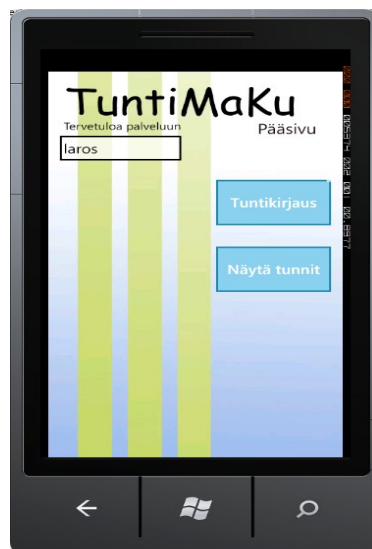 TuntiMaKu
Tervetuloa palveluun
Pääsivu
laros
Tuntikirjaus
Näytä tunnit